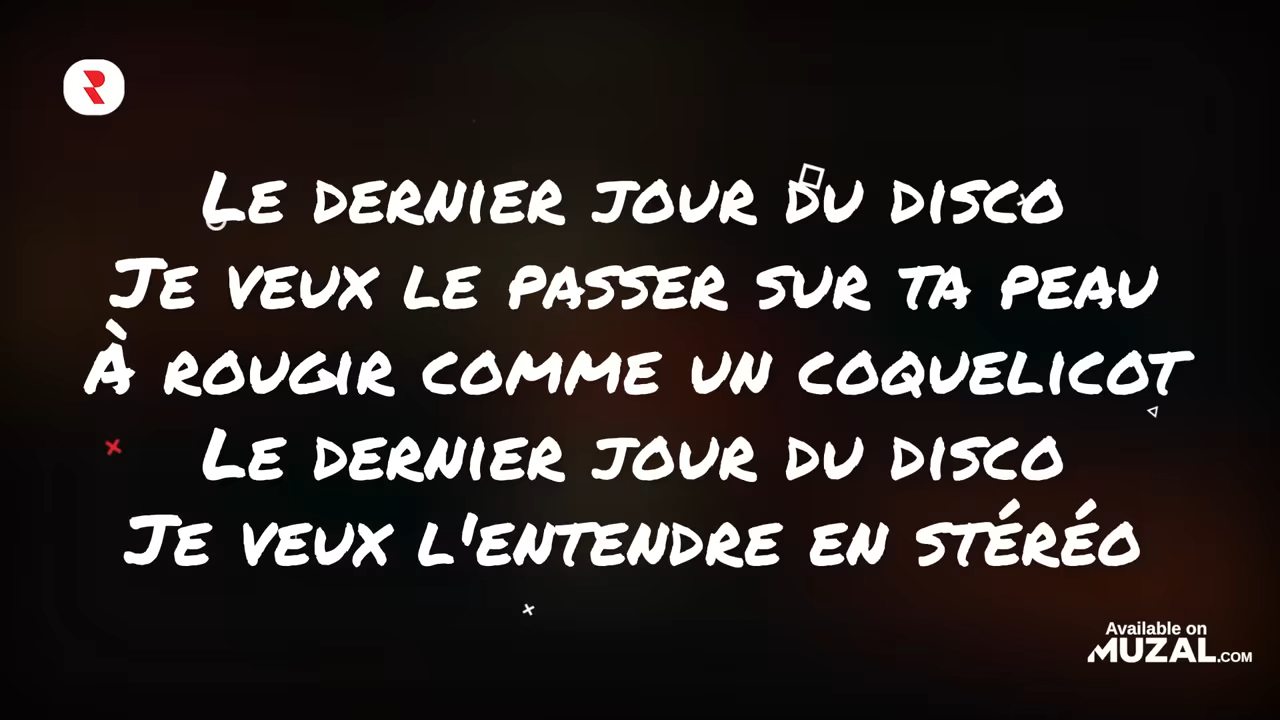 Le dernier jour du disco
Je veux le passer sur ta peau
À rougir comme un coquelicot
Le dernier jour du disco
Je veux l'entendre en stéréo
Available on
MUZAL.COM